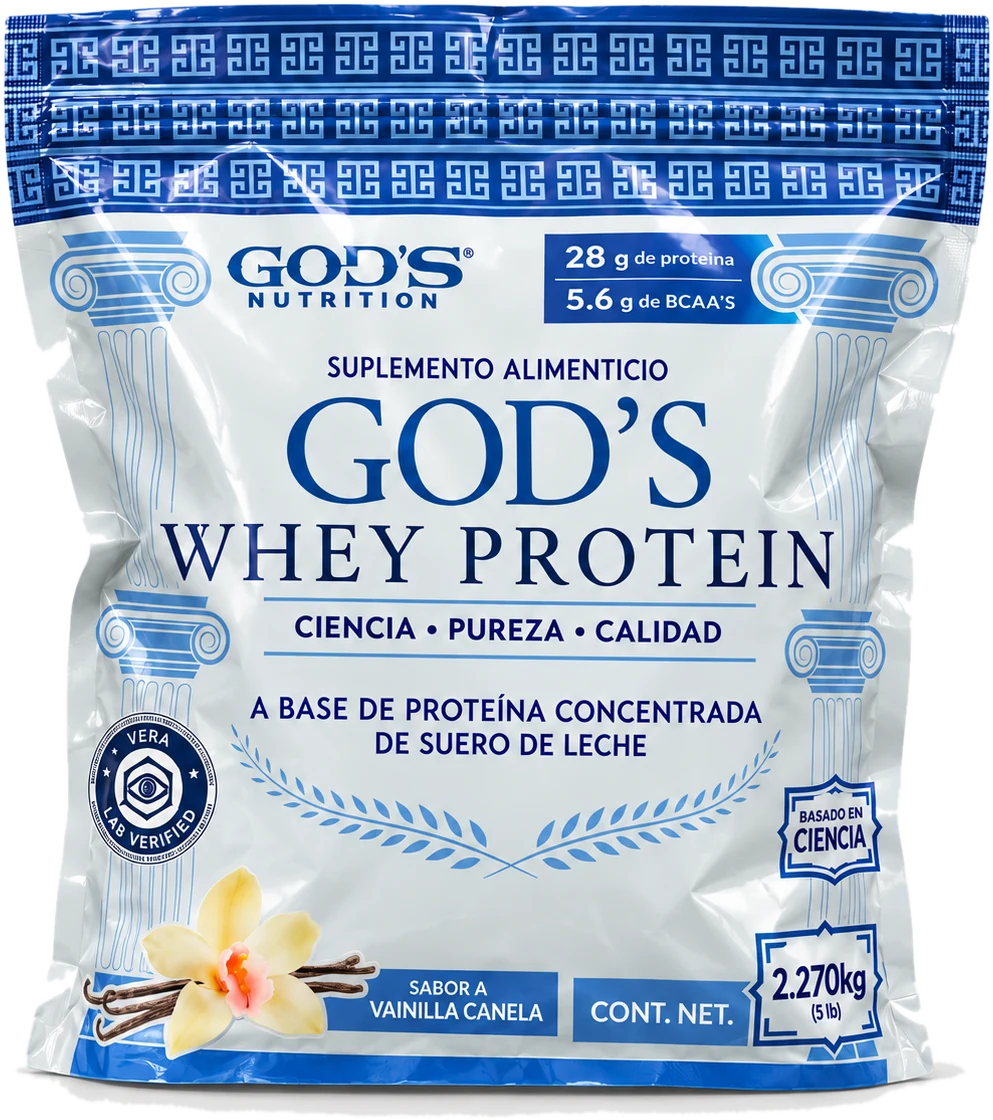 GOD'S®
NUTRITION
28 g de proteina
5.6 g de BCAA'S
SUPLEMENTO ALIMENTICIO
GOD'S
WHEY PROTEIN
CIENCIA • PUREZA • CALIDAD
A BASE DE PROTEÍNA CONCENTRADA
DE SUERO DE LECHE
VERA
LAB VERIFIED
BASADO EN
CIENCIA
SABOR A
VAINILLA CANELA
CONT. NET.
2.270kg
(5 lb)